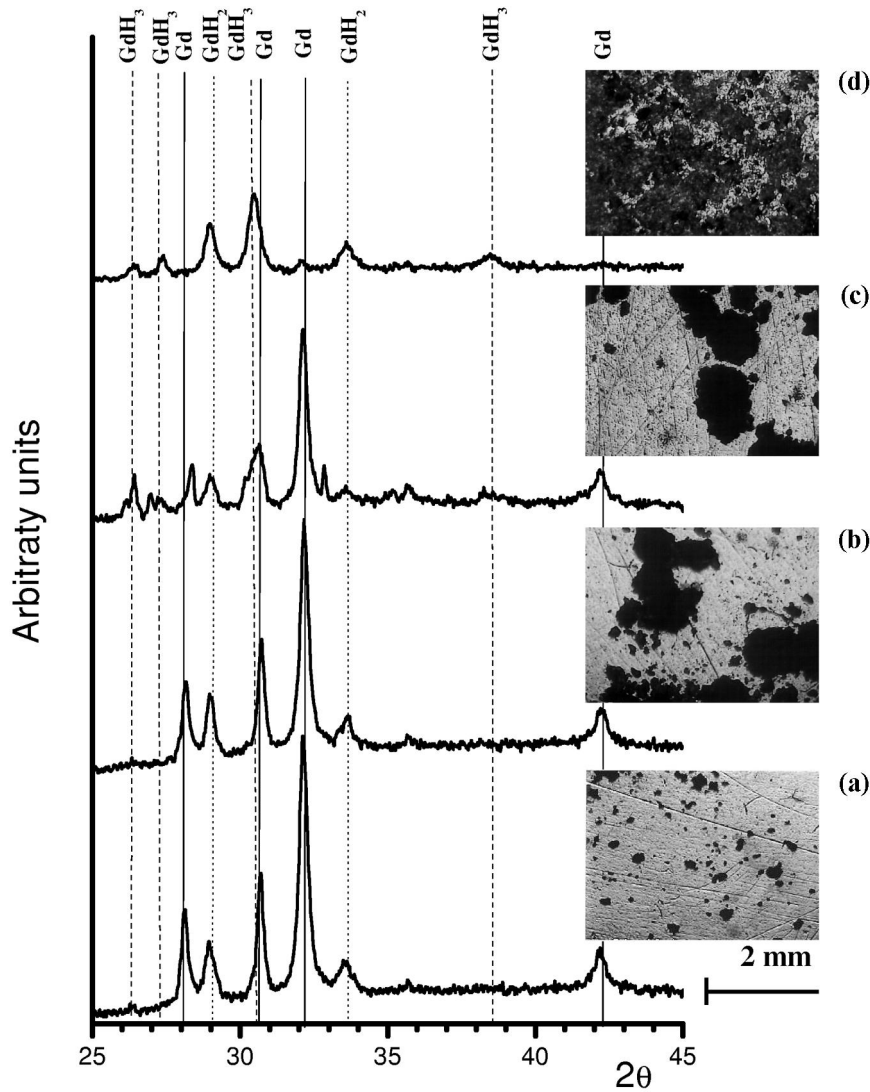 GdH₃
GdH₃
Gd
GdH₂
GdH₃
Gd
Gd
GdH₂
GdH₃
Gd
(d)
(c)
(b)
(a)
2 mm
Arbitraty units
25
30
35
40
45
2θ